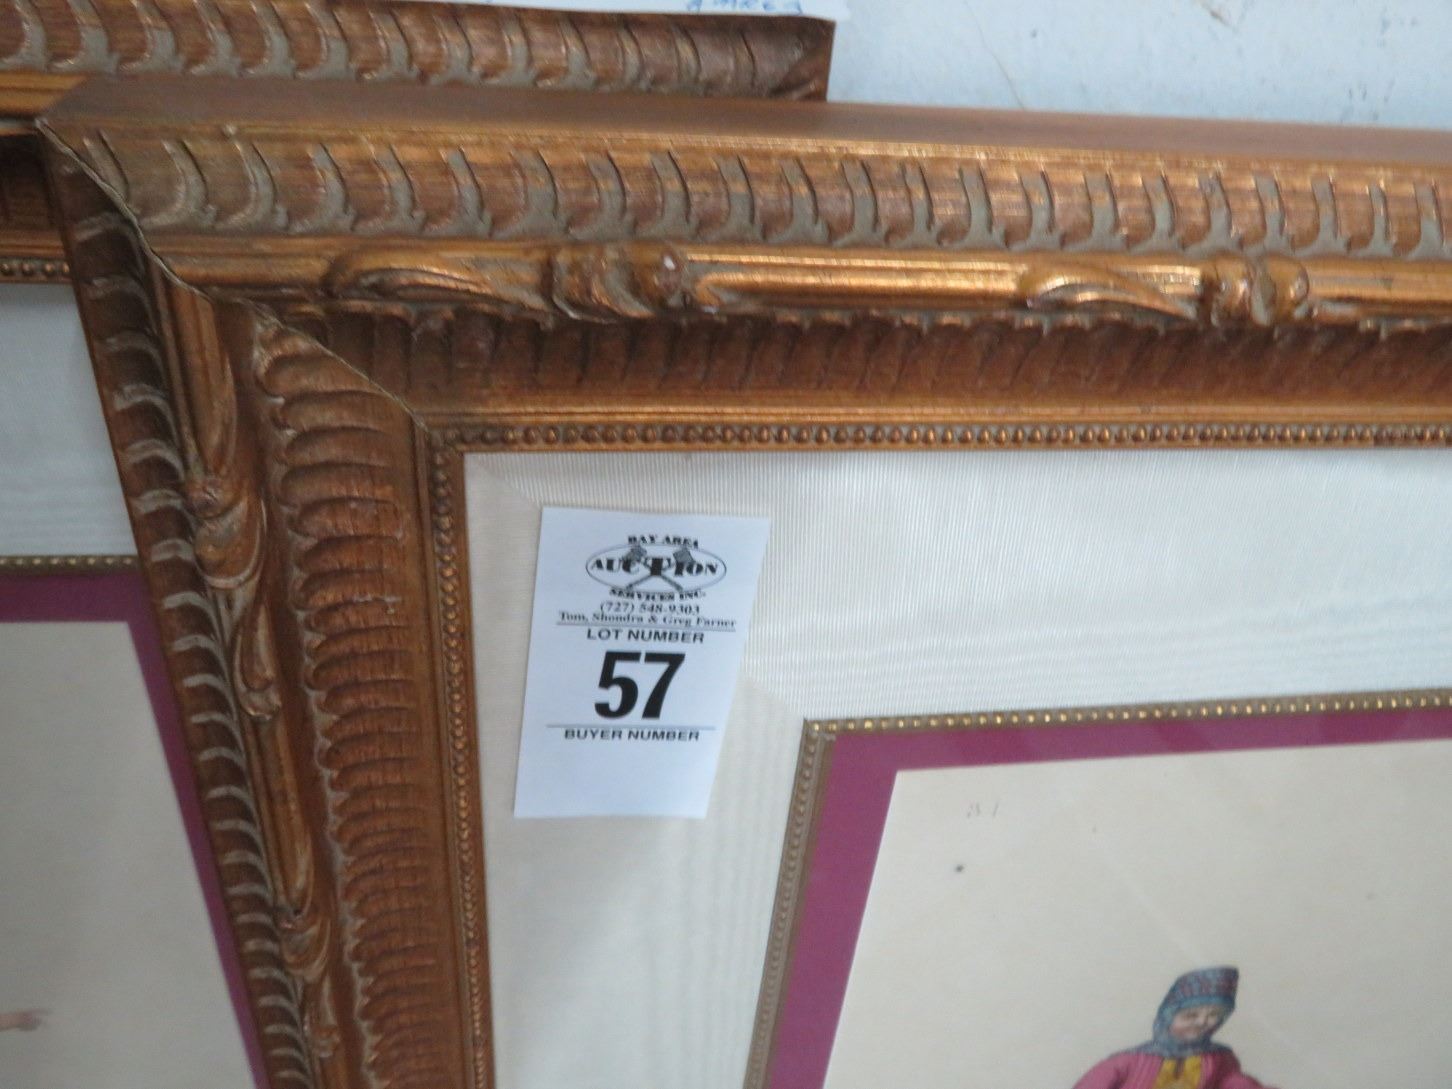 BAY AREA
AUCTION
SERVICES INC.
(727) 548-9303
Tom, Shondra & Greg Farner
LOT NUMBER
57
BUYER NUMBER